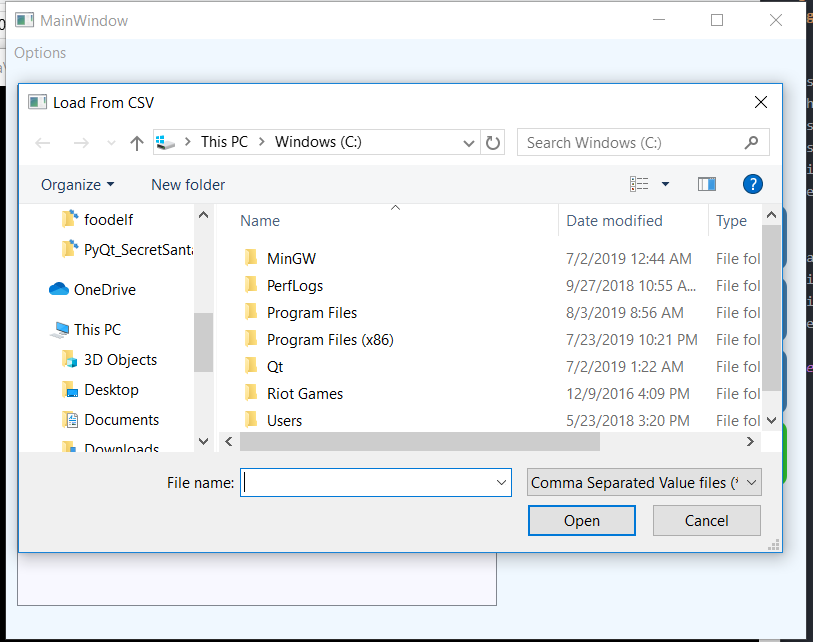 MainWindow
Options
Load From CSV
This PC > Windows (C:)
Search Windows (C:)
Organize
New folder
?
foodelf
PyQt_SecretSanta
OneDrive
This PC
3D Objects
Desktop
Documents
Downloads
Name Date modified Type
MinGW 7/2/2019 12:44 AM File fol
PerfLogs 9/27/2018 10:55 A... File fol
Program Files 8/3/2019 8:56 AM File fol
Program Files (x86) 7/23/2019 10:21 PM File fol
Qt 7/2/2019 1:22 AM File fol
Riot Games 12/9/2016 4:09 PM File fol
Users 5/23/2018 3:20 PM File fol
File name:
Comma Separated Value files (*
Open
Cancel